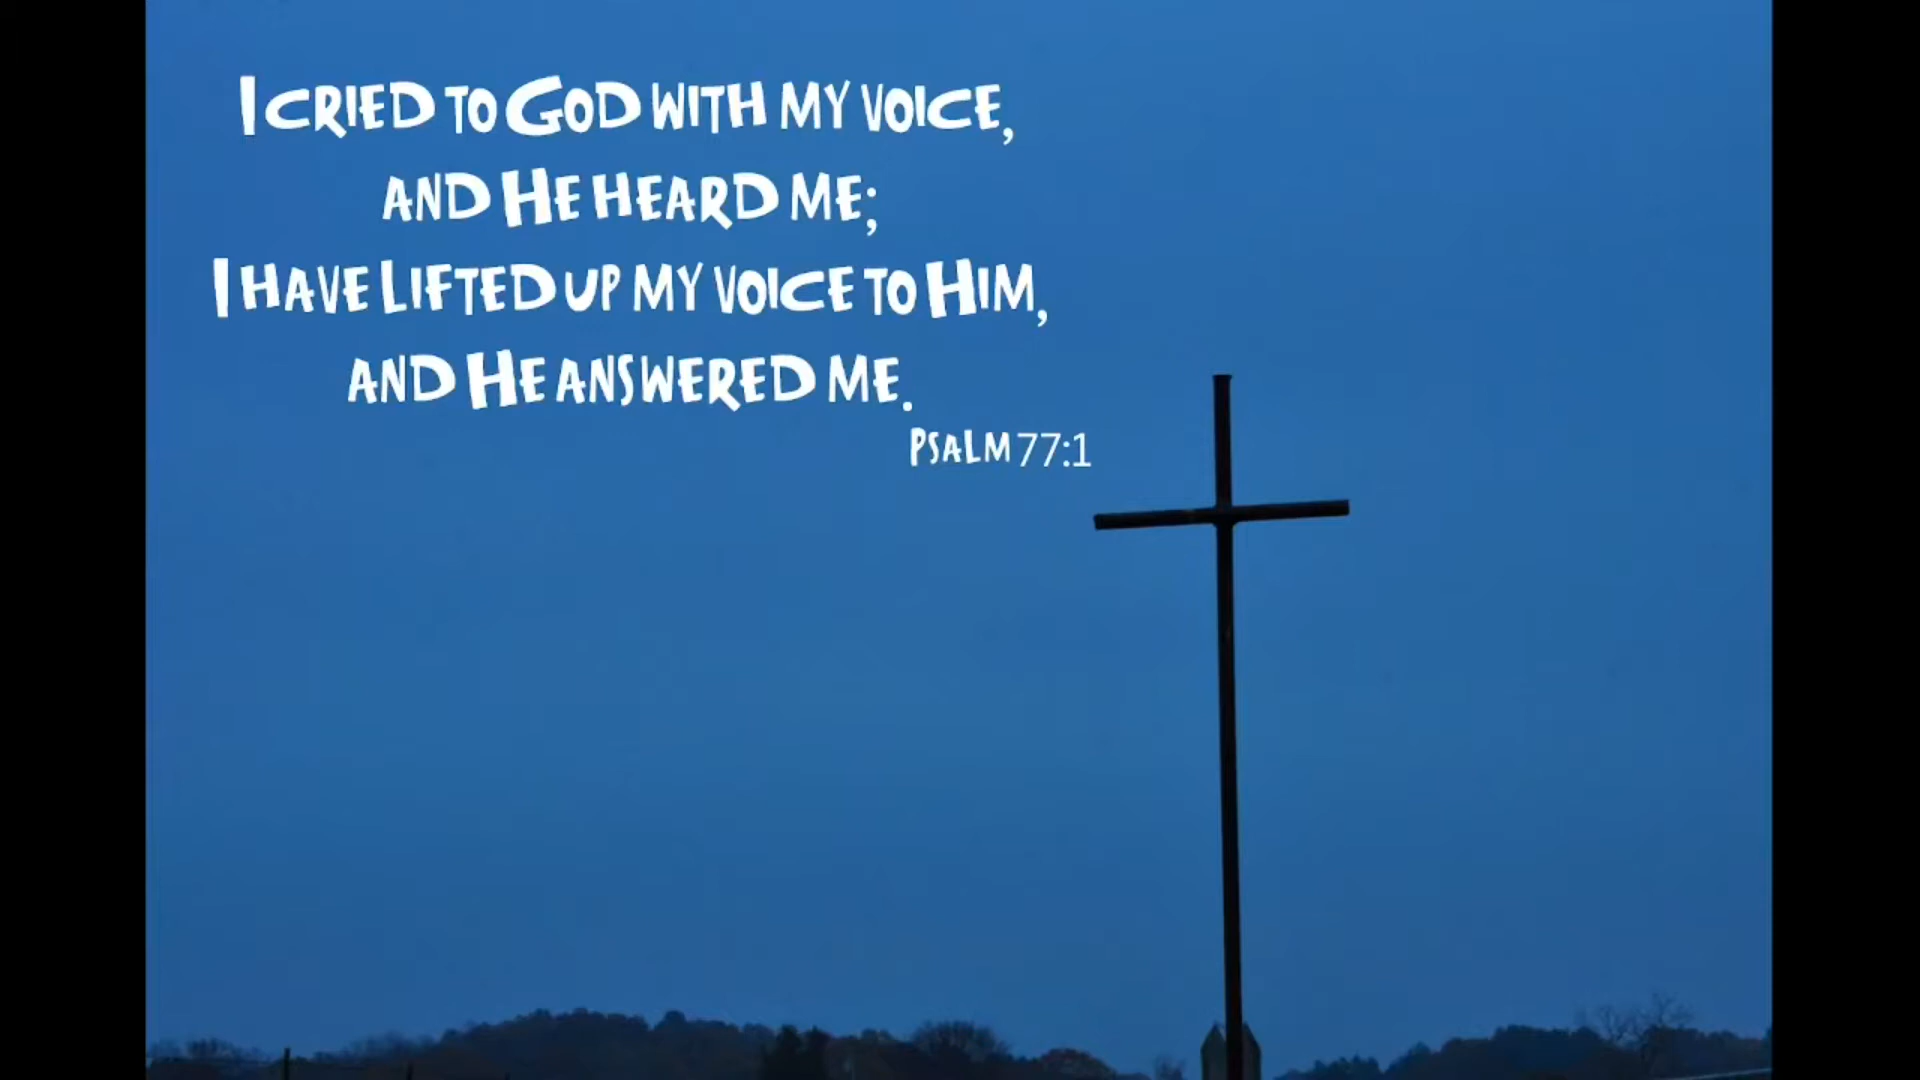 I CRIED TO GOD WITH MY VOICE,
AND HE HEARD ME;
I HAVE LIFTED UP MY VOICE TO HIM,
AND HE ANSWERED ME.
PSALM 77:1